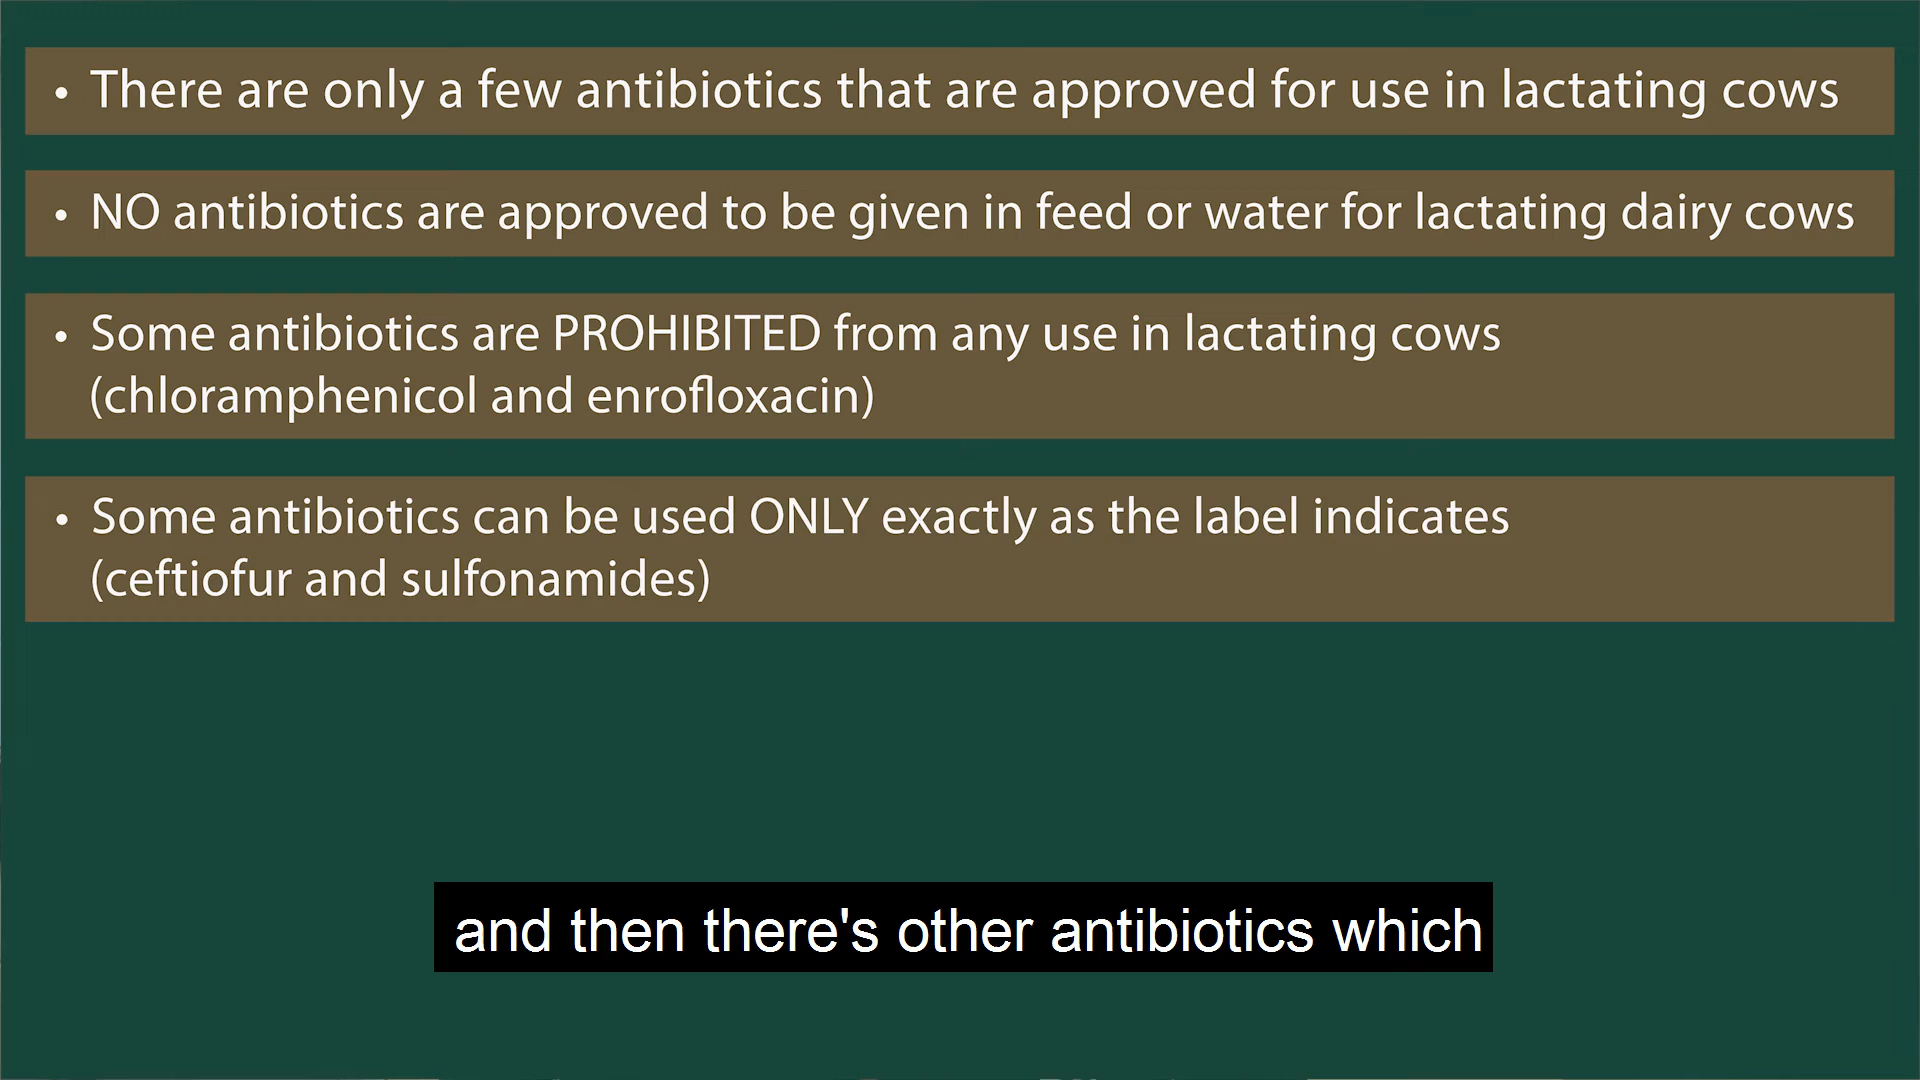 • There are only a few antibiotics that are approved for use in lactating cows
• NO antibiotics are approved to be given in feed or water for lactating dairy cows
• Some antibiotics are PROHIBITED from any use in lactating cows
(chloramphenicol and enrofloxacin)
• Some antibiotics can be used ONLY exactly as the label indicates
(ceftiofur and sulfonamides)
and then there's other antibiotics which